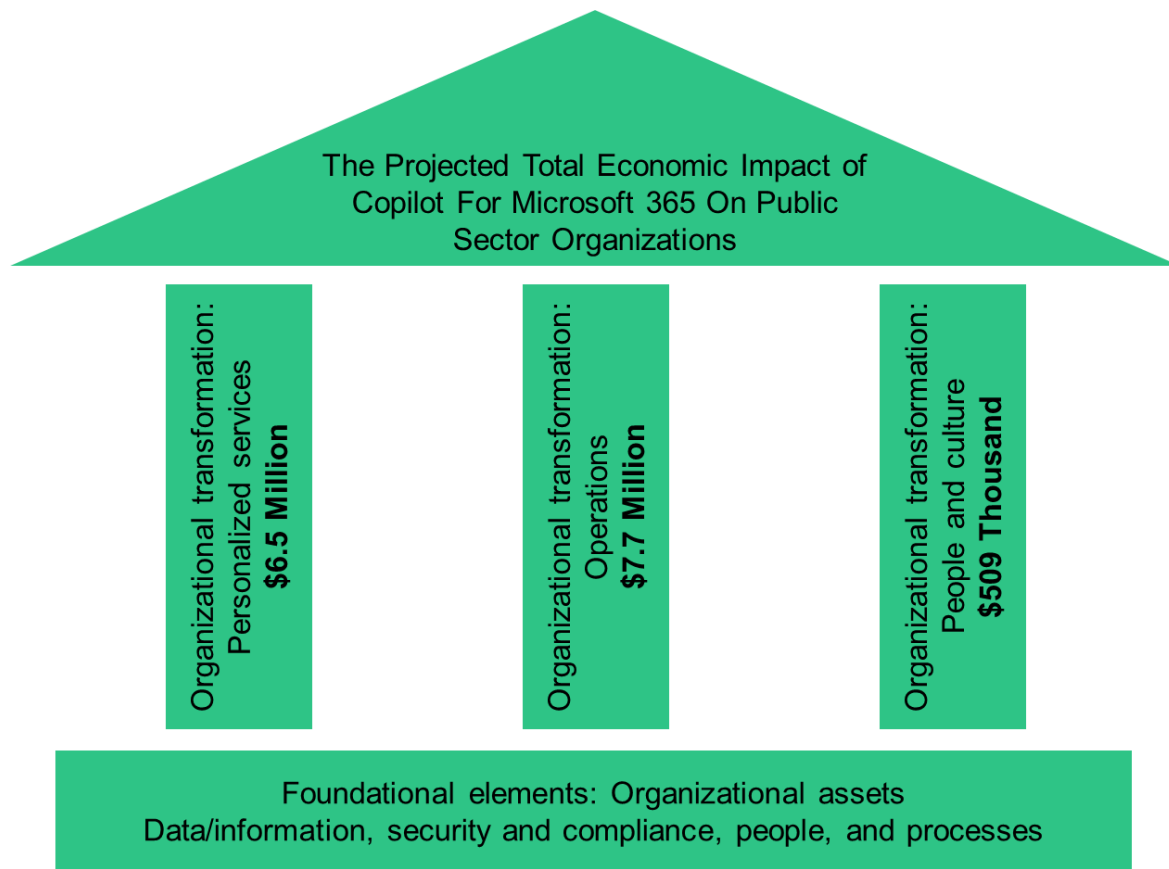 The Projected Total Economic Impact of
Copilot For Microsoft 365 On Public
Sector Organizations
Organizational transformation:
Personalized services
$6.5 Million
Organizational transformation:
Operations
$7.7 Million
Organizational transformation:
People and culture
$509 Thousand
Foundational elements: Organizational assets
Data/information, security and compliance, people, and processes